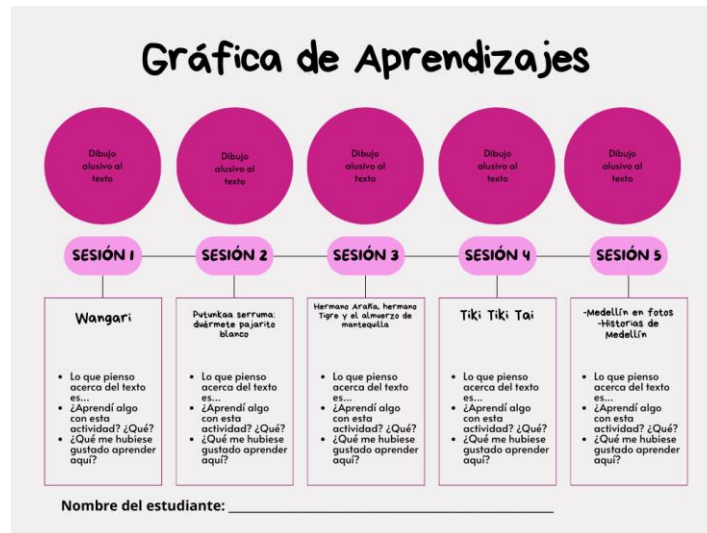 Gráfica de Aprendizajes
Dibujo
alusivo al
texto
Dibujo
alusivo al
texto
Dibujo
alusivo al
texto
Dibujo
alusivo al
texto
Dibujo
alusivo al
texto
SESIÓN 1
SESIÓN 2
SESIÓN 3
SESIÓN 4
SESIÓN 5
Wangari
• Lo que pienso
acerca del texto
es...
• ¿Aprendí algo
con esta
actividad? ¿Qué?
• ¿Qué me hubiese
gustado aprender
aquí?
Putunkaa serruma:
duérmete pajarito
blanco
• Lo que pienso
acerca del texto
es...
• ¿Aprendí algo
con esta
actividad? ¿Qué?
• ¿Qué me hubiese
gustado aprender
aquí?
Hermano Araña, hermano
Tigre y el almuerzo de
mantequilla
• Lo que pienso
acerca del texto
es...
• ¿Aprendí algo
con esta
actividad? ¿Qué?
• ¿Qué me hubiese
gustado aprender
aquí?
Tiki Tiki Tai
• Lo que pienso
acerca del texto
es...
• ¿Aprendí algo
con esta
actividad? ¿Qué?
• ¿Qué me hubiese
gustado aprender
aquí?
-Medellín en fotos
-Historias de
Medellín
• Lo que pienso
acerca del texto
es...
• ¿Aprendí algo
con esta
actividad? ¿Qué?
• ¿Qué me hubiese
gustado aprender
aquí?
Nombre del estudiante: ____________________